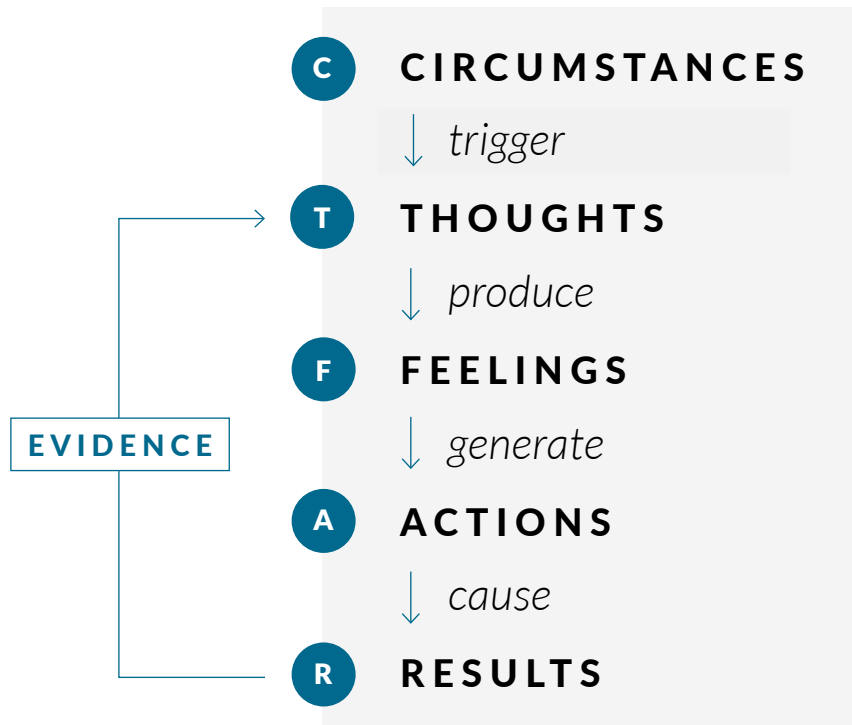 C CIRCUMSTANCES
trigger
T THOUGHTS
produce
F FEELINGS
EVIDENCE
generate
A ACTIONS
cause
R RESULTS